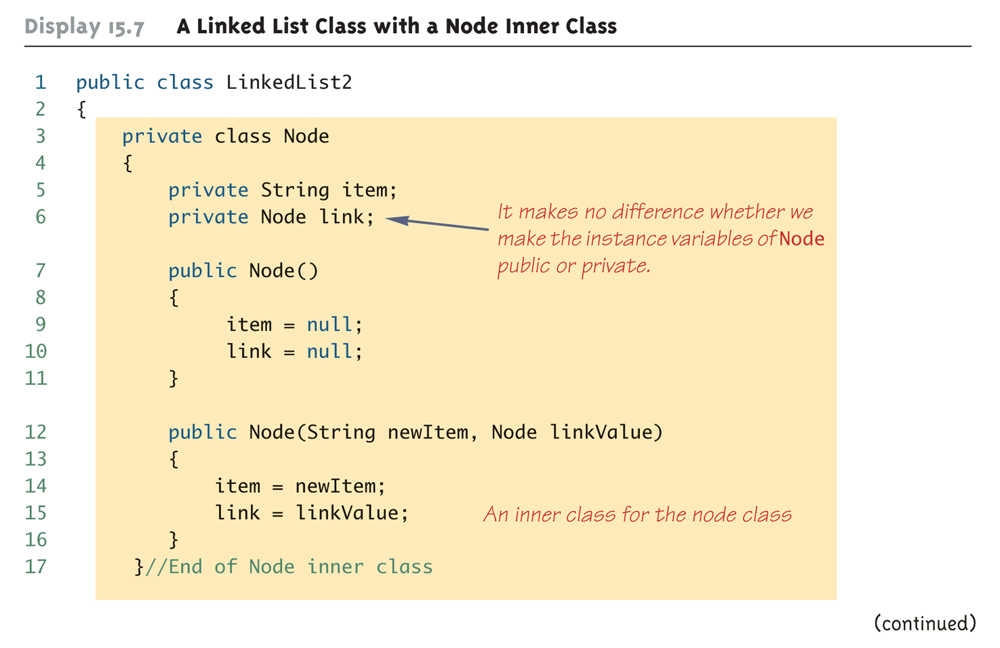 Display 15.7 A Linked List Class with a Node Inner Class
1 public class LinkedList2
2 {
3 private class Node
4 {
5 private String item;
6 private Node link;
It makes no difference whether we
make the instance variables of Node
public or private.
7 public Node()
8 {
9 item = null;
10 link = null;
11 }
12 public Node(String newItem, Node linkValue)
13 {
14 item = newItem;
15 link = linkValue; An inner class for the node class
16 }
17 }//End of Node inner class
(continued)